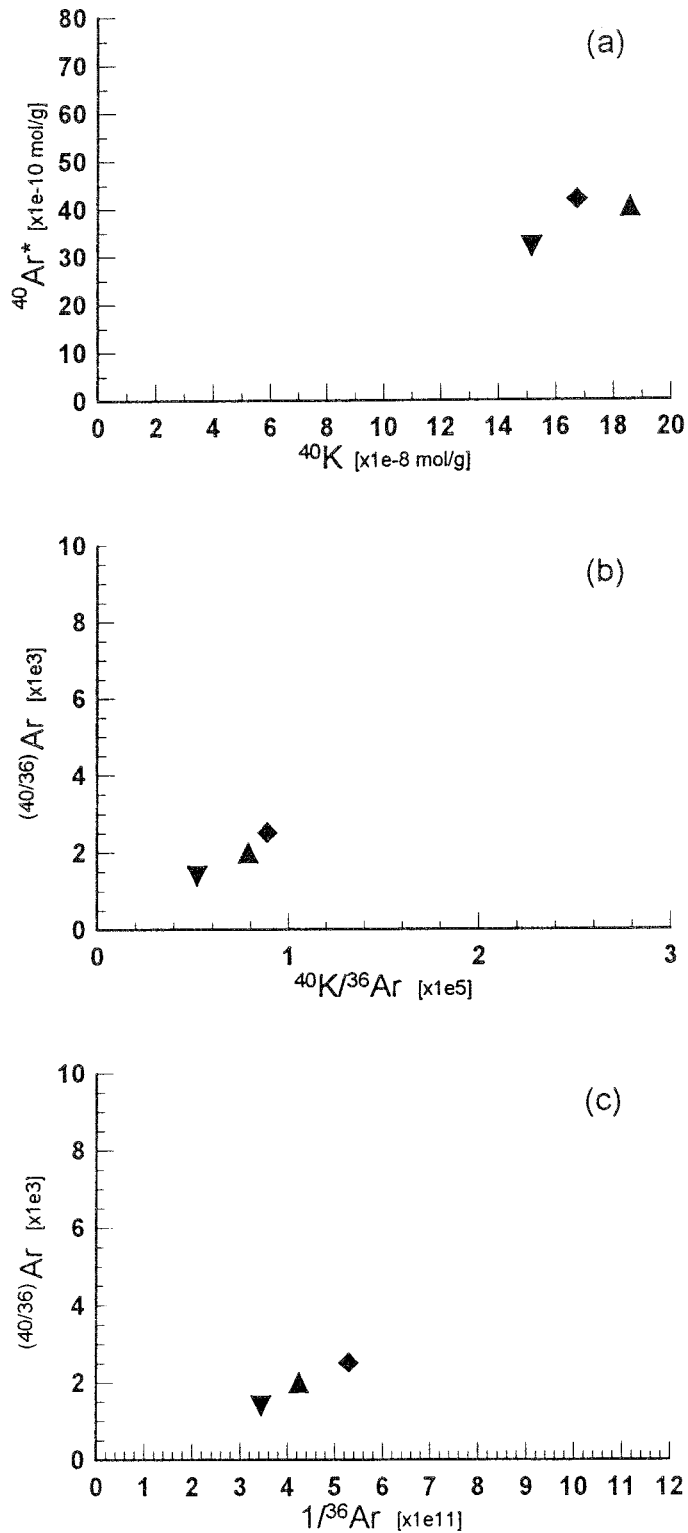 (a)
80
70
60
50
40
30
20
10
0
⁴⁰Ar* [x1e-10 mol/g]
0 2 4 6 8 10 12 14 16 18 20
⁴⁰K [x1e-8 mol/g]
(b)
10
8
6
4
2
0
(40/36)Ar [x1e3]
0 1 2 3
⁴⁰K/³⁶Ar [x1e5]
(c)
10
8
6
4
2
0
(40/36)Ar [x1e3]
0 1 2 3 4 5 6 7 8 9 10 11 12
1/³⁶Ar [x1e11]